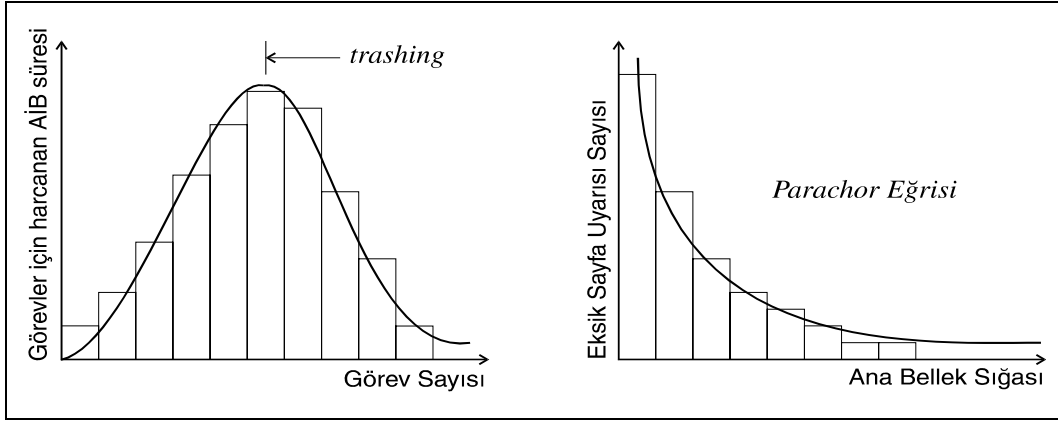 Görevler için harcanan AİB süresi
trashing
Görev Sayısı
Eksik Sayfa Uyarısı Sayısı
Parachor Eğrisi
Ana Bellek Sığası